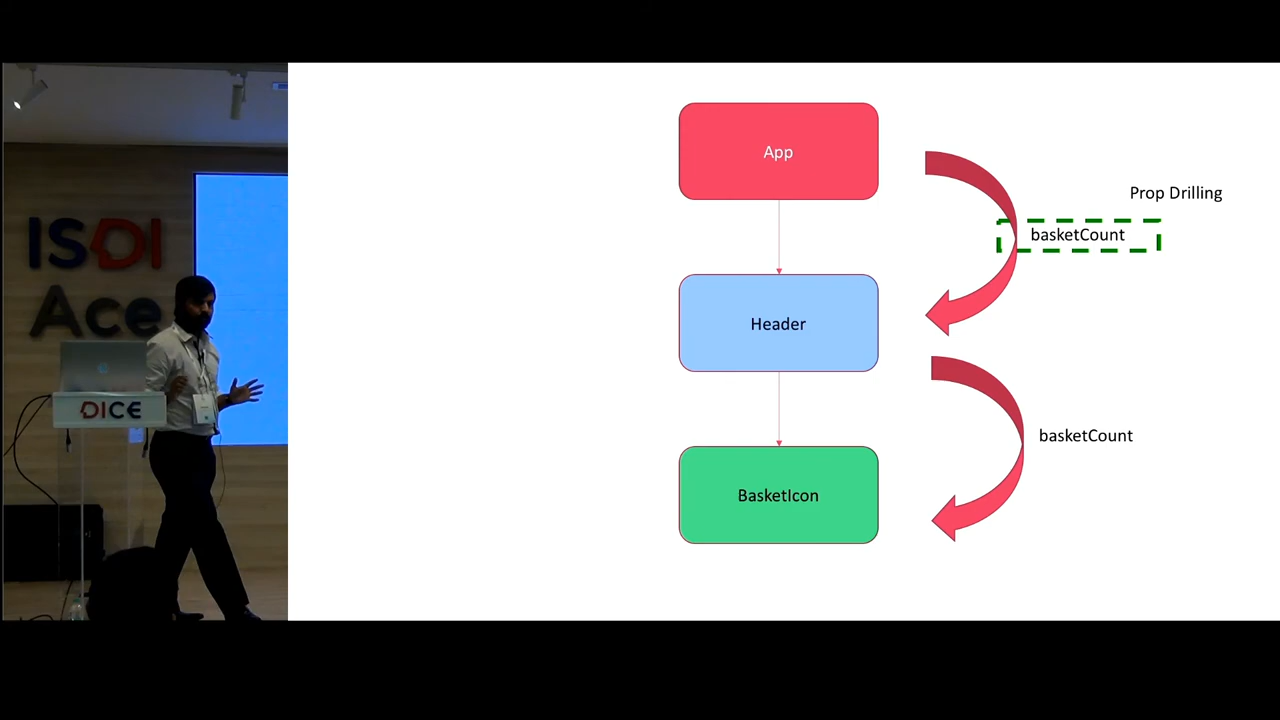 ISDI
Ace
DICE
App
Prop Drilling
basketCount
Header
basketCount
BasketIcon